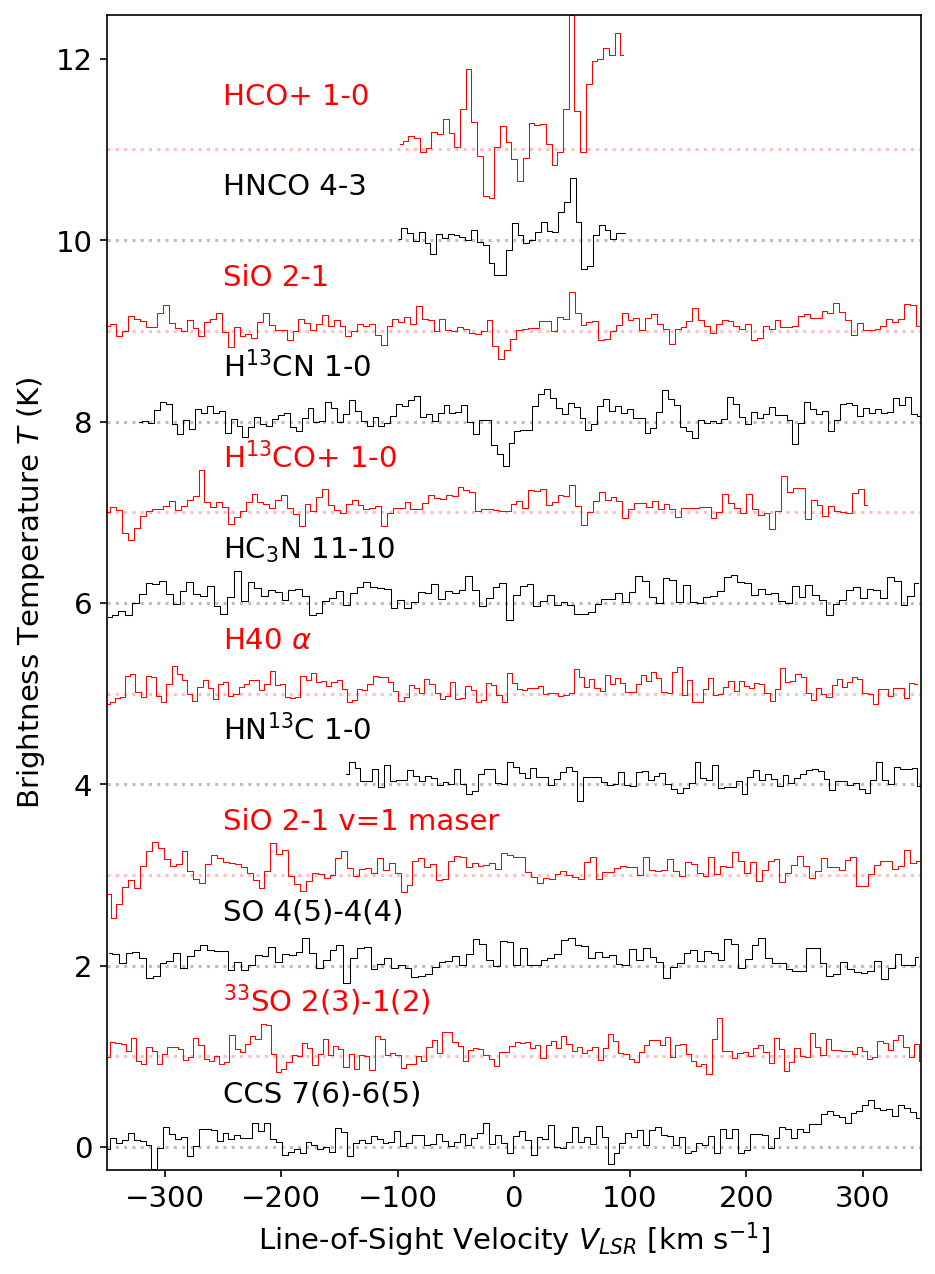 12
HCO+ 1-0
HNCO 4-3
10
SiO 2-1
H¹³CN 1-0
8
H¹³CO+ 1-0
HC₃N 11-10
6
H40 α
HN¹³C 1-0
4
SiO 2-1 v=1 maser
SO 4(5)-4(4)
2
³³SO 2(3)-1(2)
CCS 7(6)-6(5)
0
Brightness Temperature T (K)
−300 −200 −100 0 100 200 300
Line-of-Sight Velocity V_LSR [km s⁻¹]